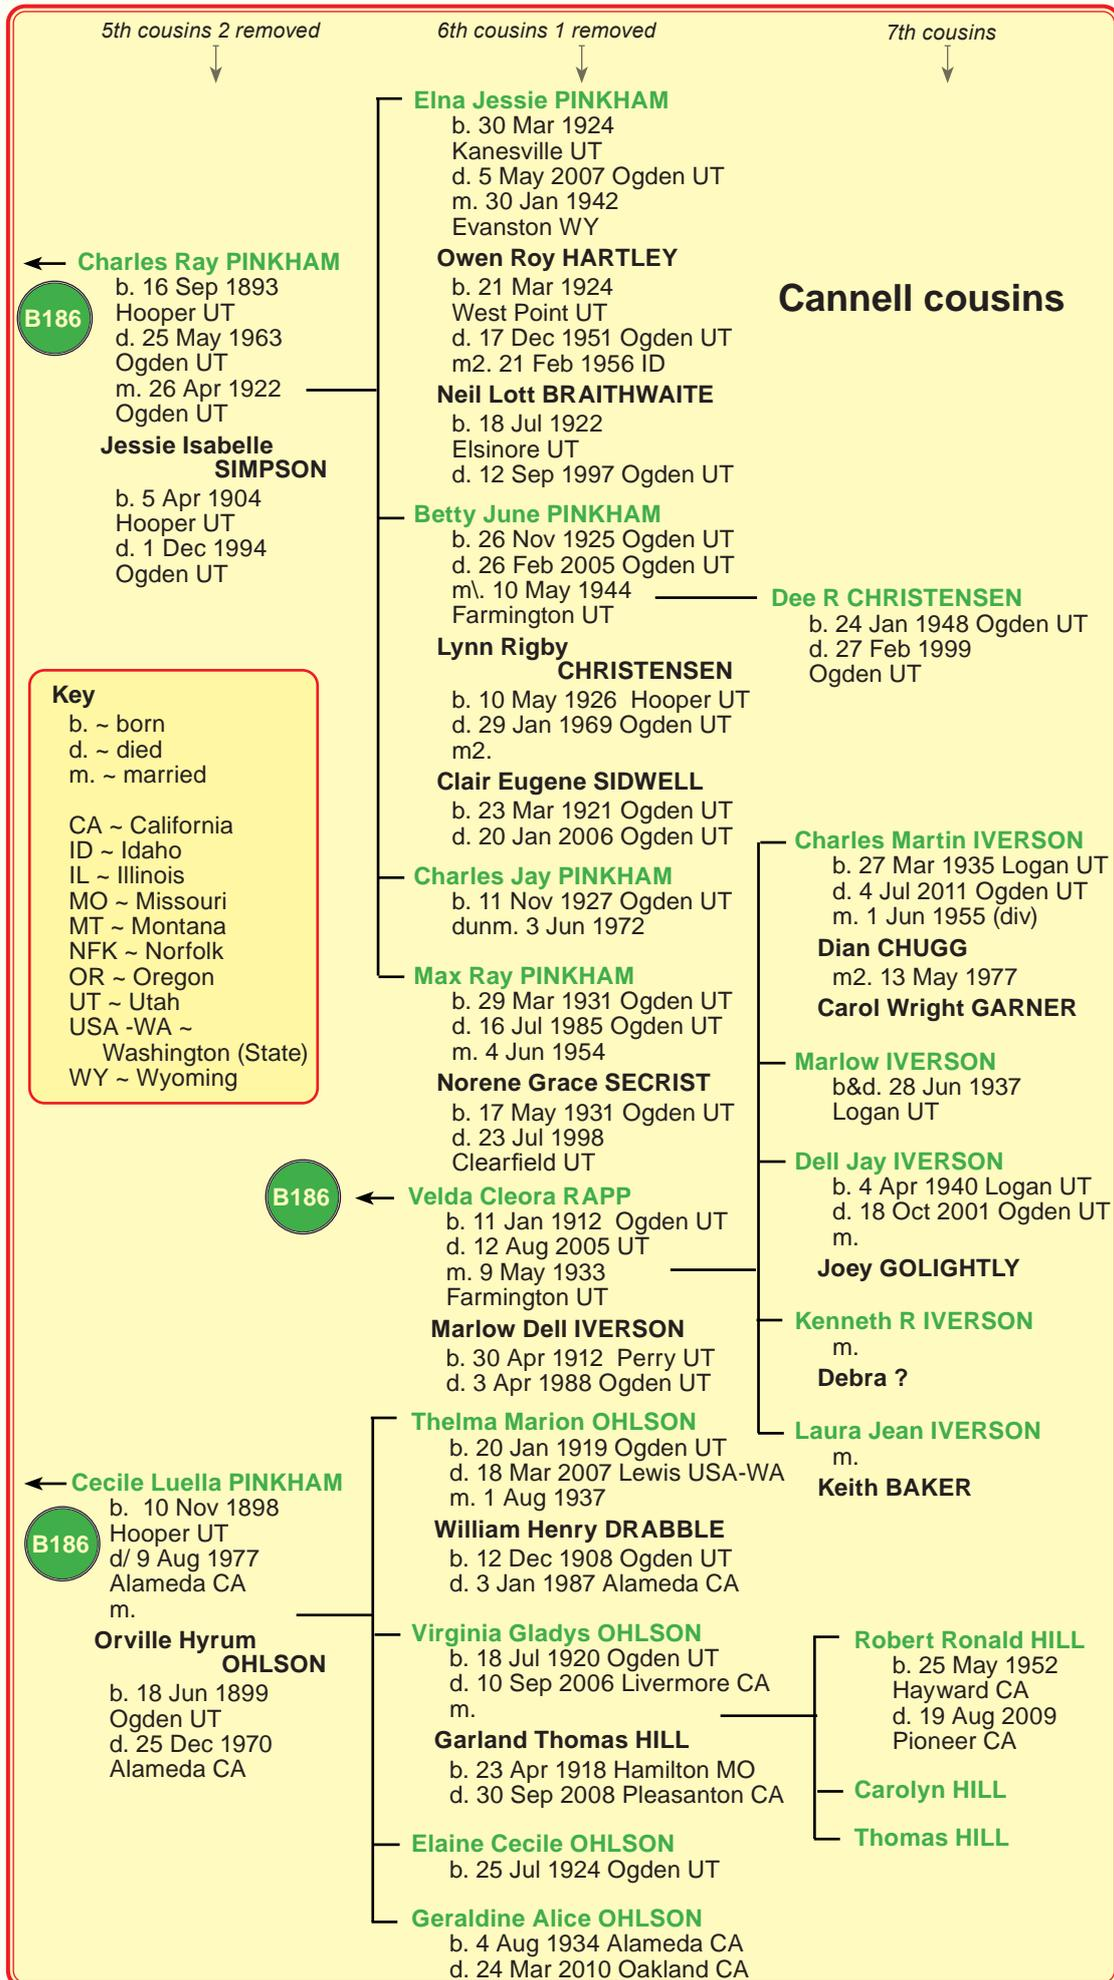 5th cousins 2 removed
6th cousins 1 removed
7th cousins
Cannell cousins
Charles Ray PINKHAM
B186
b. 16 Sep 1893
Hooper UT
d. 25 May 1963
Ogden UT
m. 26 Apr 1922
Ogden UT
Jessie Isabelle
SIMPSON
b. 5 Apr 1904
Hooper UT
d. 1 Dec 1994
Ogden UT
Key
b. ~ born
d. ~ died
m. ~ married
CA ~ California
ID ~ Idaho
IL ~ Illinois
MO ~ Missouri
MT ~ Montana
NFK ~ Norfolk
OR ~ Oregon
UT ~ Utah
USA -WA ~
Washington (State)
WY ~ Wyoming
Elna Jessie PINKHAM
b. 30 Mar 1924
Kanesville UT
d. 5 May 2007 Ogden UT
m. 30 Jan 1942
Evanston WY
Owen Roy HARTLEY
b. 21 Mar 1924
West Point UT
d. 17 Dec 1951 Ogden UT
m2. 21 Feb 1956 ID
Neil Lott BRAITHWAITE
b. 18 Jul 1922
Elsinore UT
d. 12 Sep 1997 Ogden UT
Betty June PINKHAM
b. 26 Nov 1925 Ogden UT
d. 26 Feb 2005 Ogden UT
m\. 10 May 1944
Farmington UT
Lynn Rigby
CHRISTENSEN
b. 10 May 1926  Hooper UT
d. 29 Jan 1969 Ogden UT
m2.
Clair Eugene SIDWELL
b. 23 Mar 1921 Ogden UT
d. 20 Jan 2006 Ogden UT
Dee R CHRISTENSEN
b. 24 Jan 1948 Ogden UT
d. 27 Feb 1999
Ogden UT
Charles Jay PINKHAM
b. 11 Nov 1927 Ogden UT
dunm. 3 Jun 1972
Max Ray PINKHAM
b. 29 Mar 1931 Ogden UT
d. 16 Jul 1985 Ogden UT
m. 4 Jun 1954
Norene Grace SECRIST
b. 17 May 1931 Ogden UT
d. 23 Jul 1998
Clearfield UT
B186
Velda Cleora RAPP
b. 11 Jan 1912  Ogden UT
d. 12 Aug 2005 UT
m. 9 May 1933
Farmington UT
Marlow Dell IVERSON
b. 30 Apr 1912  Perry UT
d. 3 Apr 1988 Ogden UT
Charles Martin IVERSON
b. 27 Mar 1935 Logan UT
d. 4 Jul 2011 Ogden UT
m. 1 Jun 1955 (div)
Dian CHUGG
m2. 13 May 1977
Carol Wright GARNER
Marlow IVERSON
b&d. 28 Jun 1937
Logan UT
Dell Jay IVERSON
b. 4 Apr 1940 Logan UT
d. 18 Oct 2001 Ogden UT
m.
Joey GOLIGHTLY
Kenneth R IVERSON
m.
Debra ?
Laura Jean IVERSON
m.
Keith BAKER
Cecile Luella PINKHAM
B186
b.  10 Nov 1898
Hooper UT
d/ 9 Aug 1977
Alameda CA
m.
Orville Hyrum
OHLSON
b. 18 Jun 1899
Ogden UT
d. 25 Dec 1970
Alameda CA
Thelma Marion OHLSON
b. 20 Jan 1919 Ogden UT
d. 18 Mar 2007 Lewis USA-WA
m. 1 Aug 1937
William Henry DRABBLE
b. 12 Dec 1908 Ogden UT
d. 3 Jan 1987 Alameda CA
Virginia Gladys OHLSON
b. 18 Jul 1920 Ogden UT
d. 10 Sep 2006 Livermore CA
m.
Garland Thomas HILL
b. 23 Apr 1918 Hamilton MO
d. 30 Sep 2008 Pleasanton CA
Robert Ronald HILL
b. 25 May 1952
Hayward CA
d. 19 Aug 2009
Pioneer CA
Carolyn HILL
Thomas HILL
Elaine Cecile OHLSON
b. 25 Jul 1924 Ogden UT
Geraldine Alice OHLSON
b. 4 Aug 1934 Alameda CA
d. 24 Mar 2010 Oakland CA